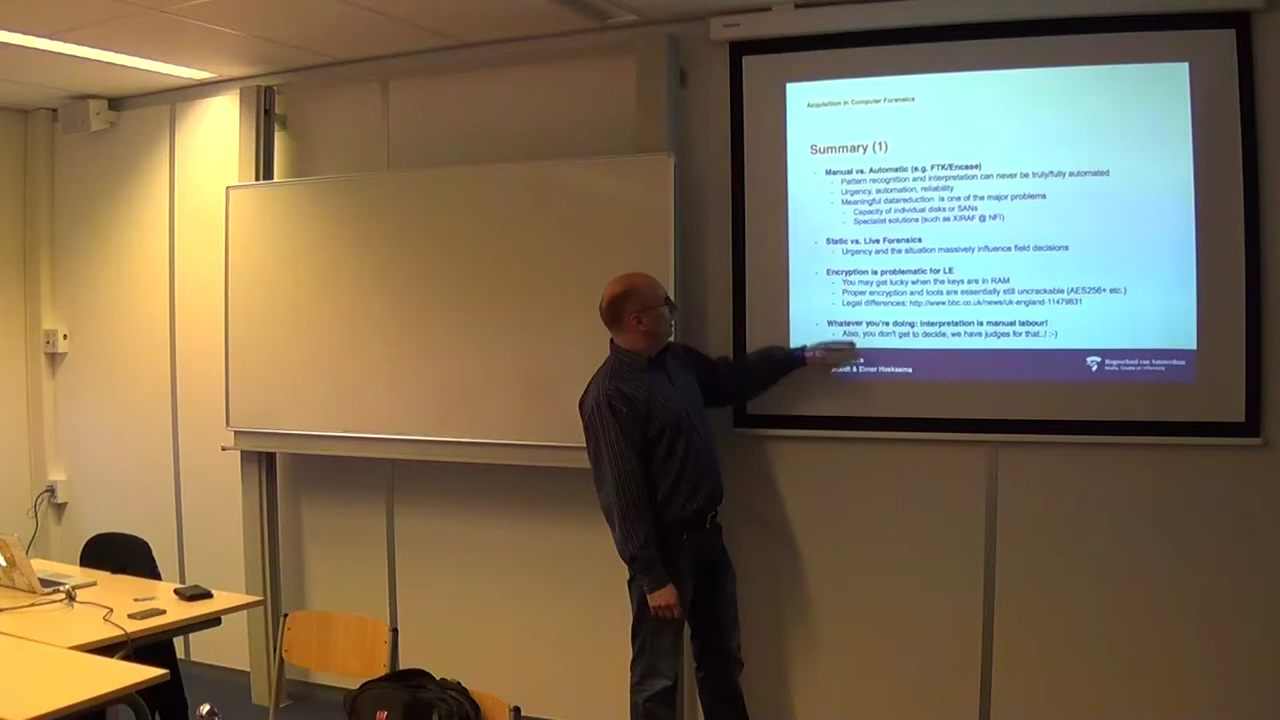 Acquisition in Computer Forensics
Summary (1)
- Manual vs. Automatic (e.g. FTK/Encase)
- Pattern recognition and interpretation can never be truly/fully automated
- Urgency, automation, reliability
- Meaningful datareduction is one of the major problems
- Capacity of individual disks or SANs
- Specialist solutions (such as XIRAF @ NFI)
- Static vs. Live Forensics
- Urgency and the situation massively influence field decisions
- Encryption is problematic for LE
- You may get lucky when the keys are in RAM
- Proper encryption and tools are essentially still uncrackable (AES256+ etc.)
- Legal differences: http://www.bbc.co.uk/news/uk-england-11479831
- Whatever you're doing: Interpretation is manual labour!
- Also, you don't get to decide, we have judges for that..! :-)
& Elmer Hoeksema
Hogeschool van Amsterdam
Media, Creatie en Informatie